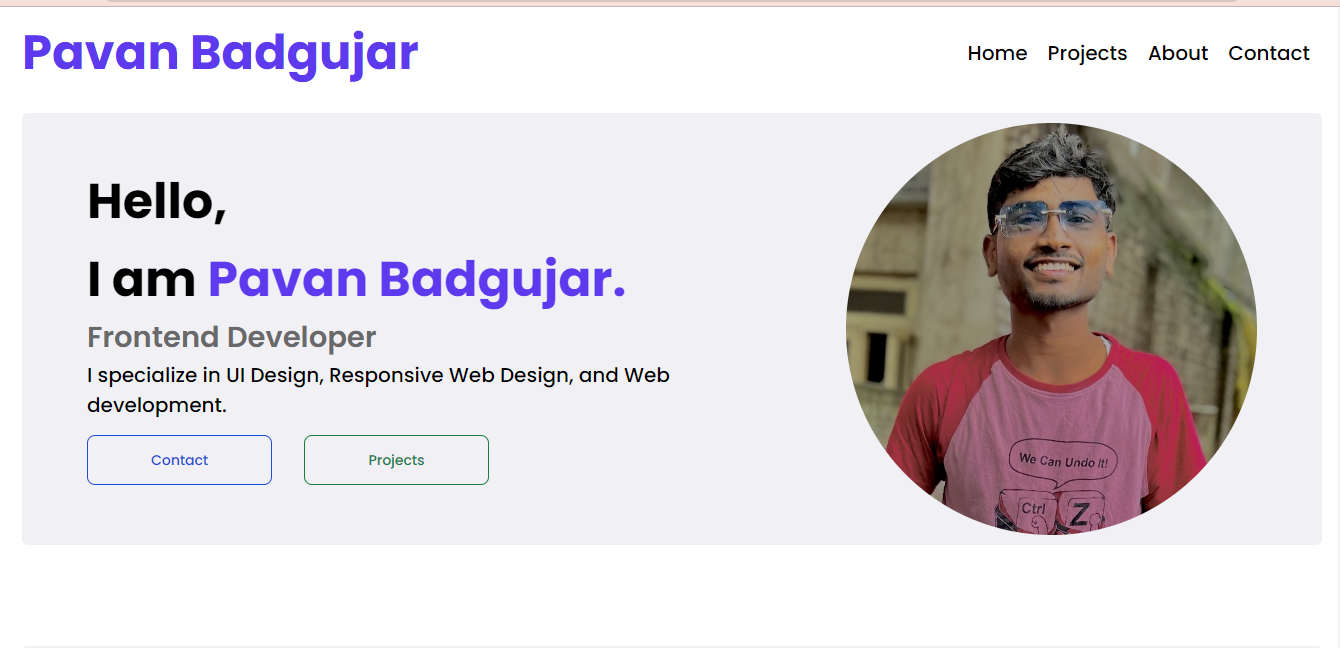 Pavan Badgujar
Home Projects About Contact
Hello,
I am Pavan Badgujar.
Frontend Developer
I specialize in UI Design, Responsive Web Design, and Web
development.
Contact
Projects
We Can Undo It!
Ctrl
Z